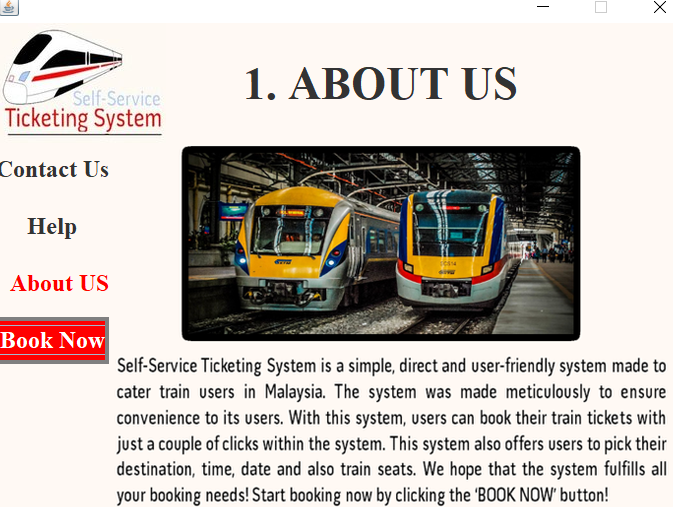 Self-Service
Ticketing System
1. ABOUT US
Contact Us
Help
About US
Book Now
Self-Service Ticketing System is a simple, direct and user-friendly system made to
cater train users in Malaysia. The system was made meticulously to ensure
convenience to its users. With this system, users can book their train tickets with
just a couple of clicks within the system. This system also offers users to pick their
destination, time, date and also train seats. We hope that the system fulfills all
your booking needs! Start booking now by clicking the 'BOOK NOW' button!